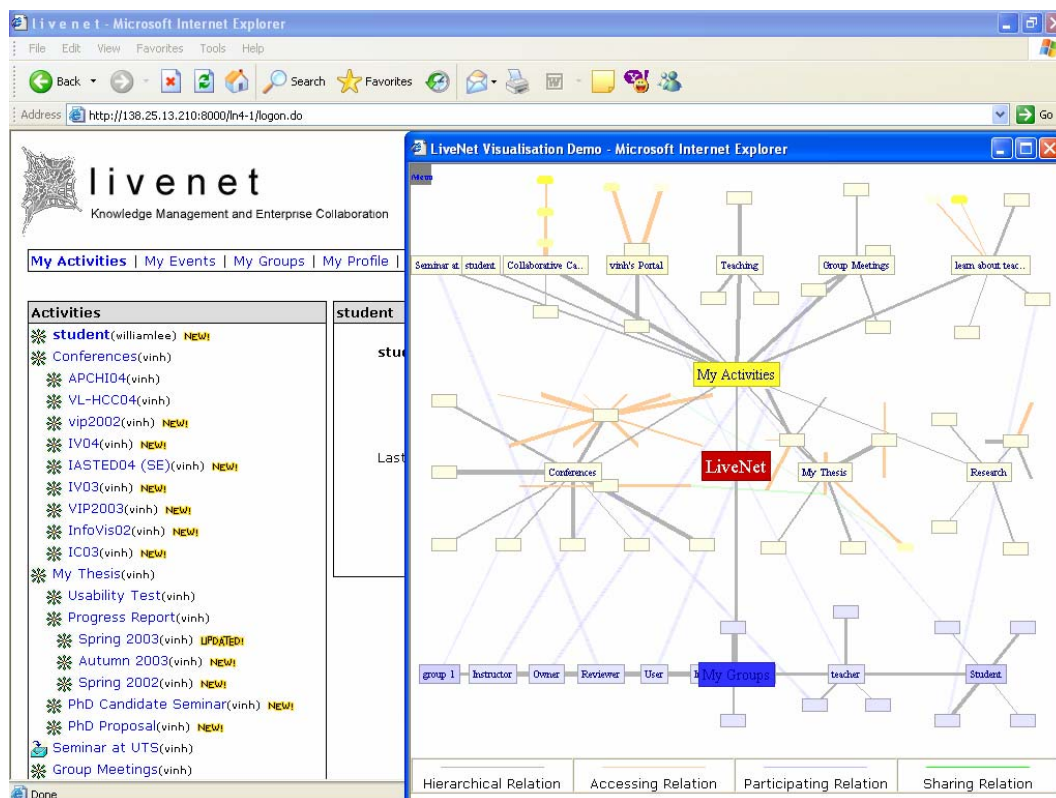 livenet - Microsoft Internet Explorer
File Edit View Favorites Tools Help
Back Search Favorites
Address http://138.25.13.210:8000/ln4-1/logon.do Go
livenet
Knowledge Management and Enterprise Collaboration
My Activities | My Events | My Groups | My Profile |
Activities
student(williamlee) NEW!
Conferences(vinh)
APCHI04(vinh)
VL-HCC04(vinh)
vip2002(vinh) NEW!
IV04(vinh) NEW!
IASTED04 (SE)(vinh) NEW!
IV03(vinh) NEW!
VIP2003(vinh) NEW!
InfoVis02(vinh) NEW!
IC03(vinh) NEW!
My Thesis(vinh)
Usability Test(vinh)
Progress Report(vinh)
Spring 2003(vinh) UPDATED!
Autumn 2003(vinh) NEW!
Spring 2002(vinh) NEW!
PhD Candidate Seminar(vinh) NEW!
PhD Proposal(vinh) NEW!
Seminar at UTS(vinh)
Group Meetings(vinh)
Done
student
Last
LiveNet Visualisation Demo - Microsoft Internet Explorer
Menu
Seminar at student Collaborative Ca.. vinh's Portal Teaching Group Meetings learn about teac..
My Activities
Conferences LiveNet My Thesis Research
group 1 Instructor Owner Reviewer User My Groups teacher Student
Hierarchical Relation Accessing Relation Participating Relation Sharing Relation